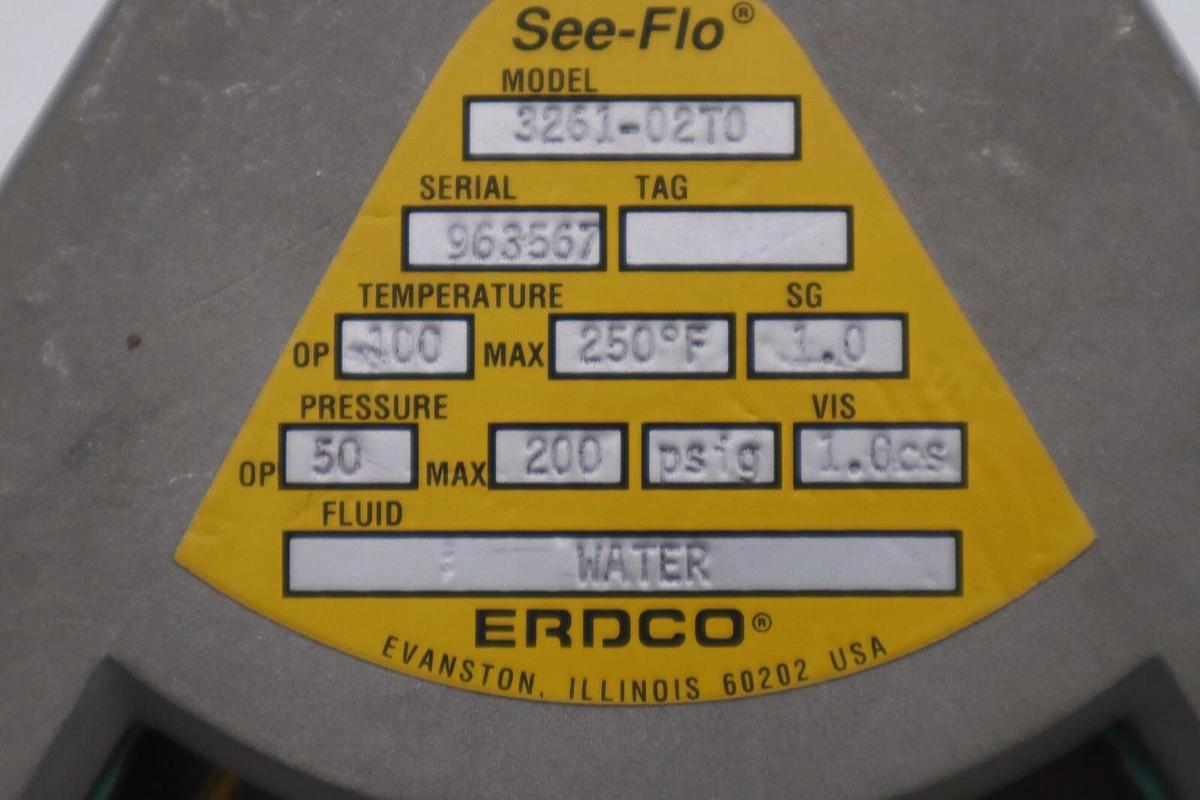 See-Flo®
MODEL
3261-02T0
SERIAL TAG
963567
TEMPERATURE SG
OP 100 MAX 250°F 1.0
PRESSURE VIS
OP 50 MAX 200 psig 1.0cs
FLUID
WATER
ERDCO®
EVANSTON, ILLINOIS 60202 USA